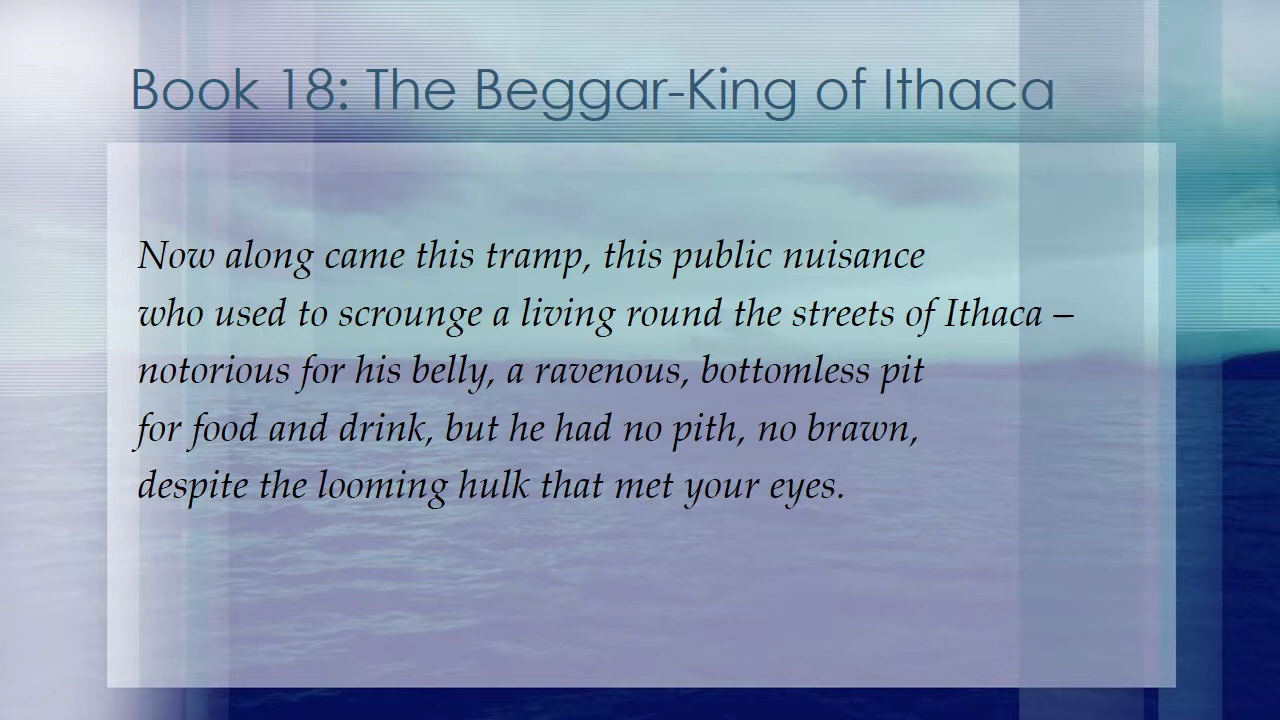 Book 18: The Beggar-King of Ithaca
Now along came this tramp, this public nuisance
who used to scrounge a living round the streets of Ithaca –
notorious for his belly, a ravenous, bottomless pit
for food and drink, but he had no pith, no brawn,
despite the looming hulk that met your eyes.